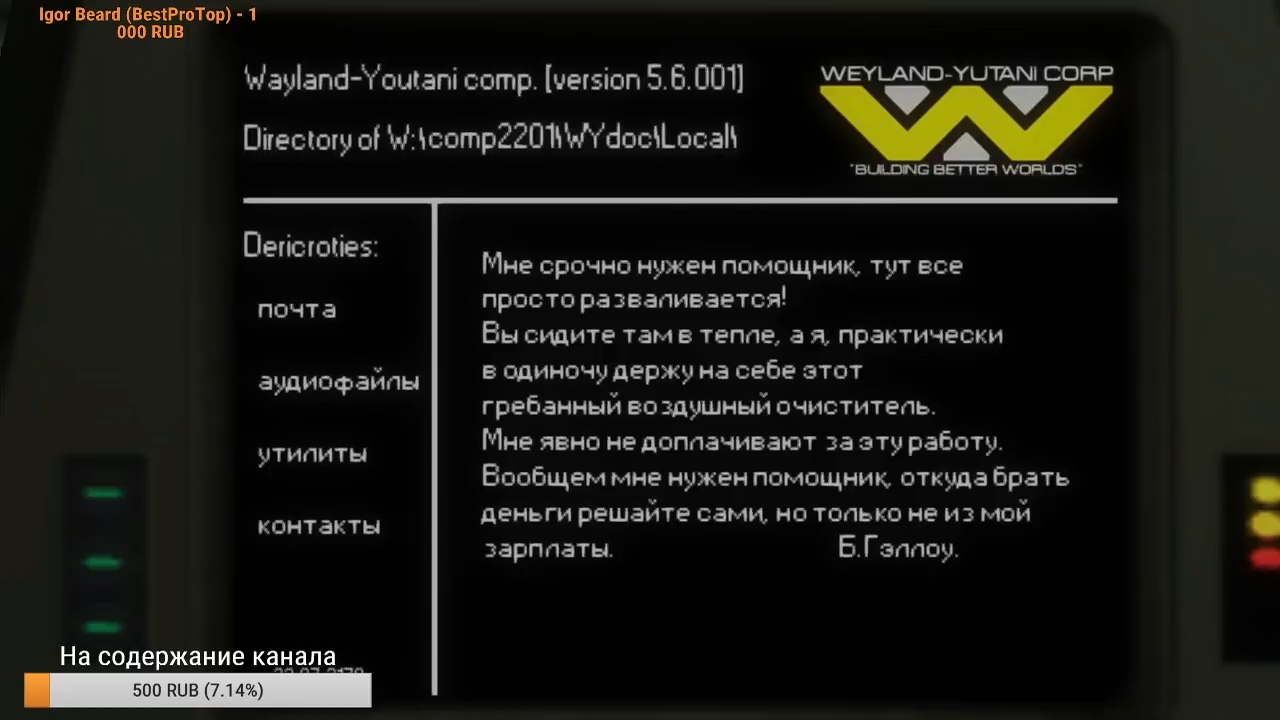 Igor Beard (BestProTop) - 1
000 RUB
Wayland-Youtani comp. [version 5.6.001]
Directory of W:\comp2201\WYdoc\Local\
WEYLAND-YUTANI CORP
"BUILDING BETTER WORLDS"
Dericroties:
почта
аудиофайлы
утилиты
контакты
Мне срочно нужен помощник, тут все
просто разваливается!
Вы сидите там в тепле, а я, практически
в одиночу держу на себе этот
гребанный воздушный очиститель.
Мне явно не доплачивают за эту работу.
Вообщем мне нужен помощник, откуда брать
деньги решайте сами, но только не из мой
зарплаты.
Б.Гэллоу.
На содержание канала
500 RUB (7.14%)